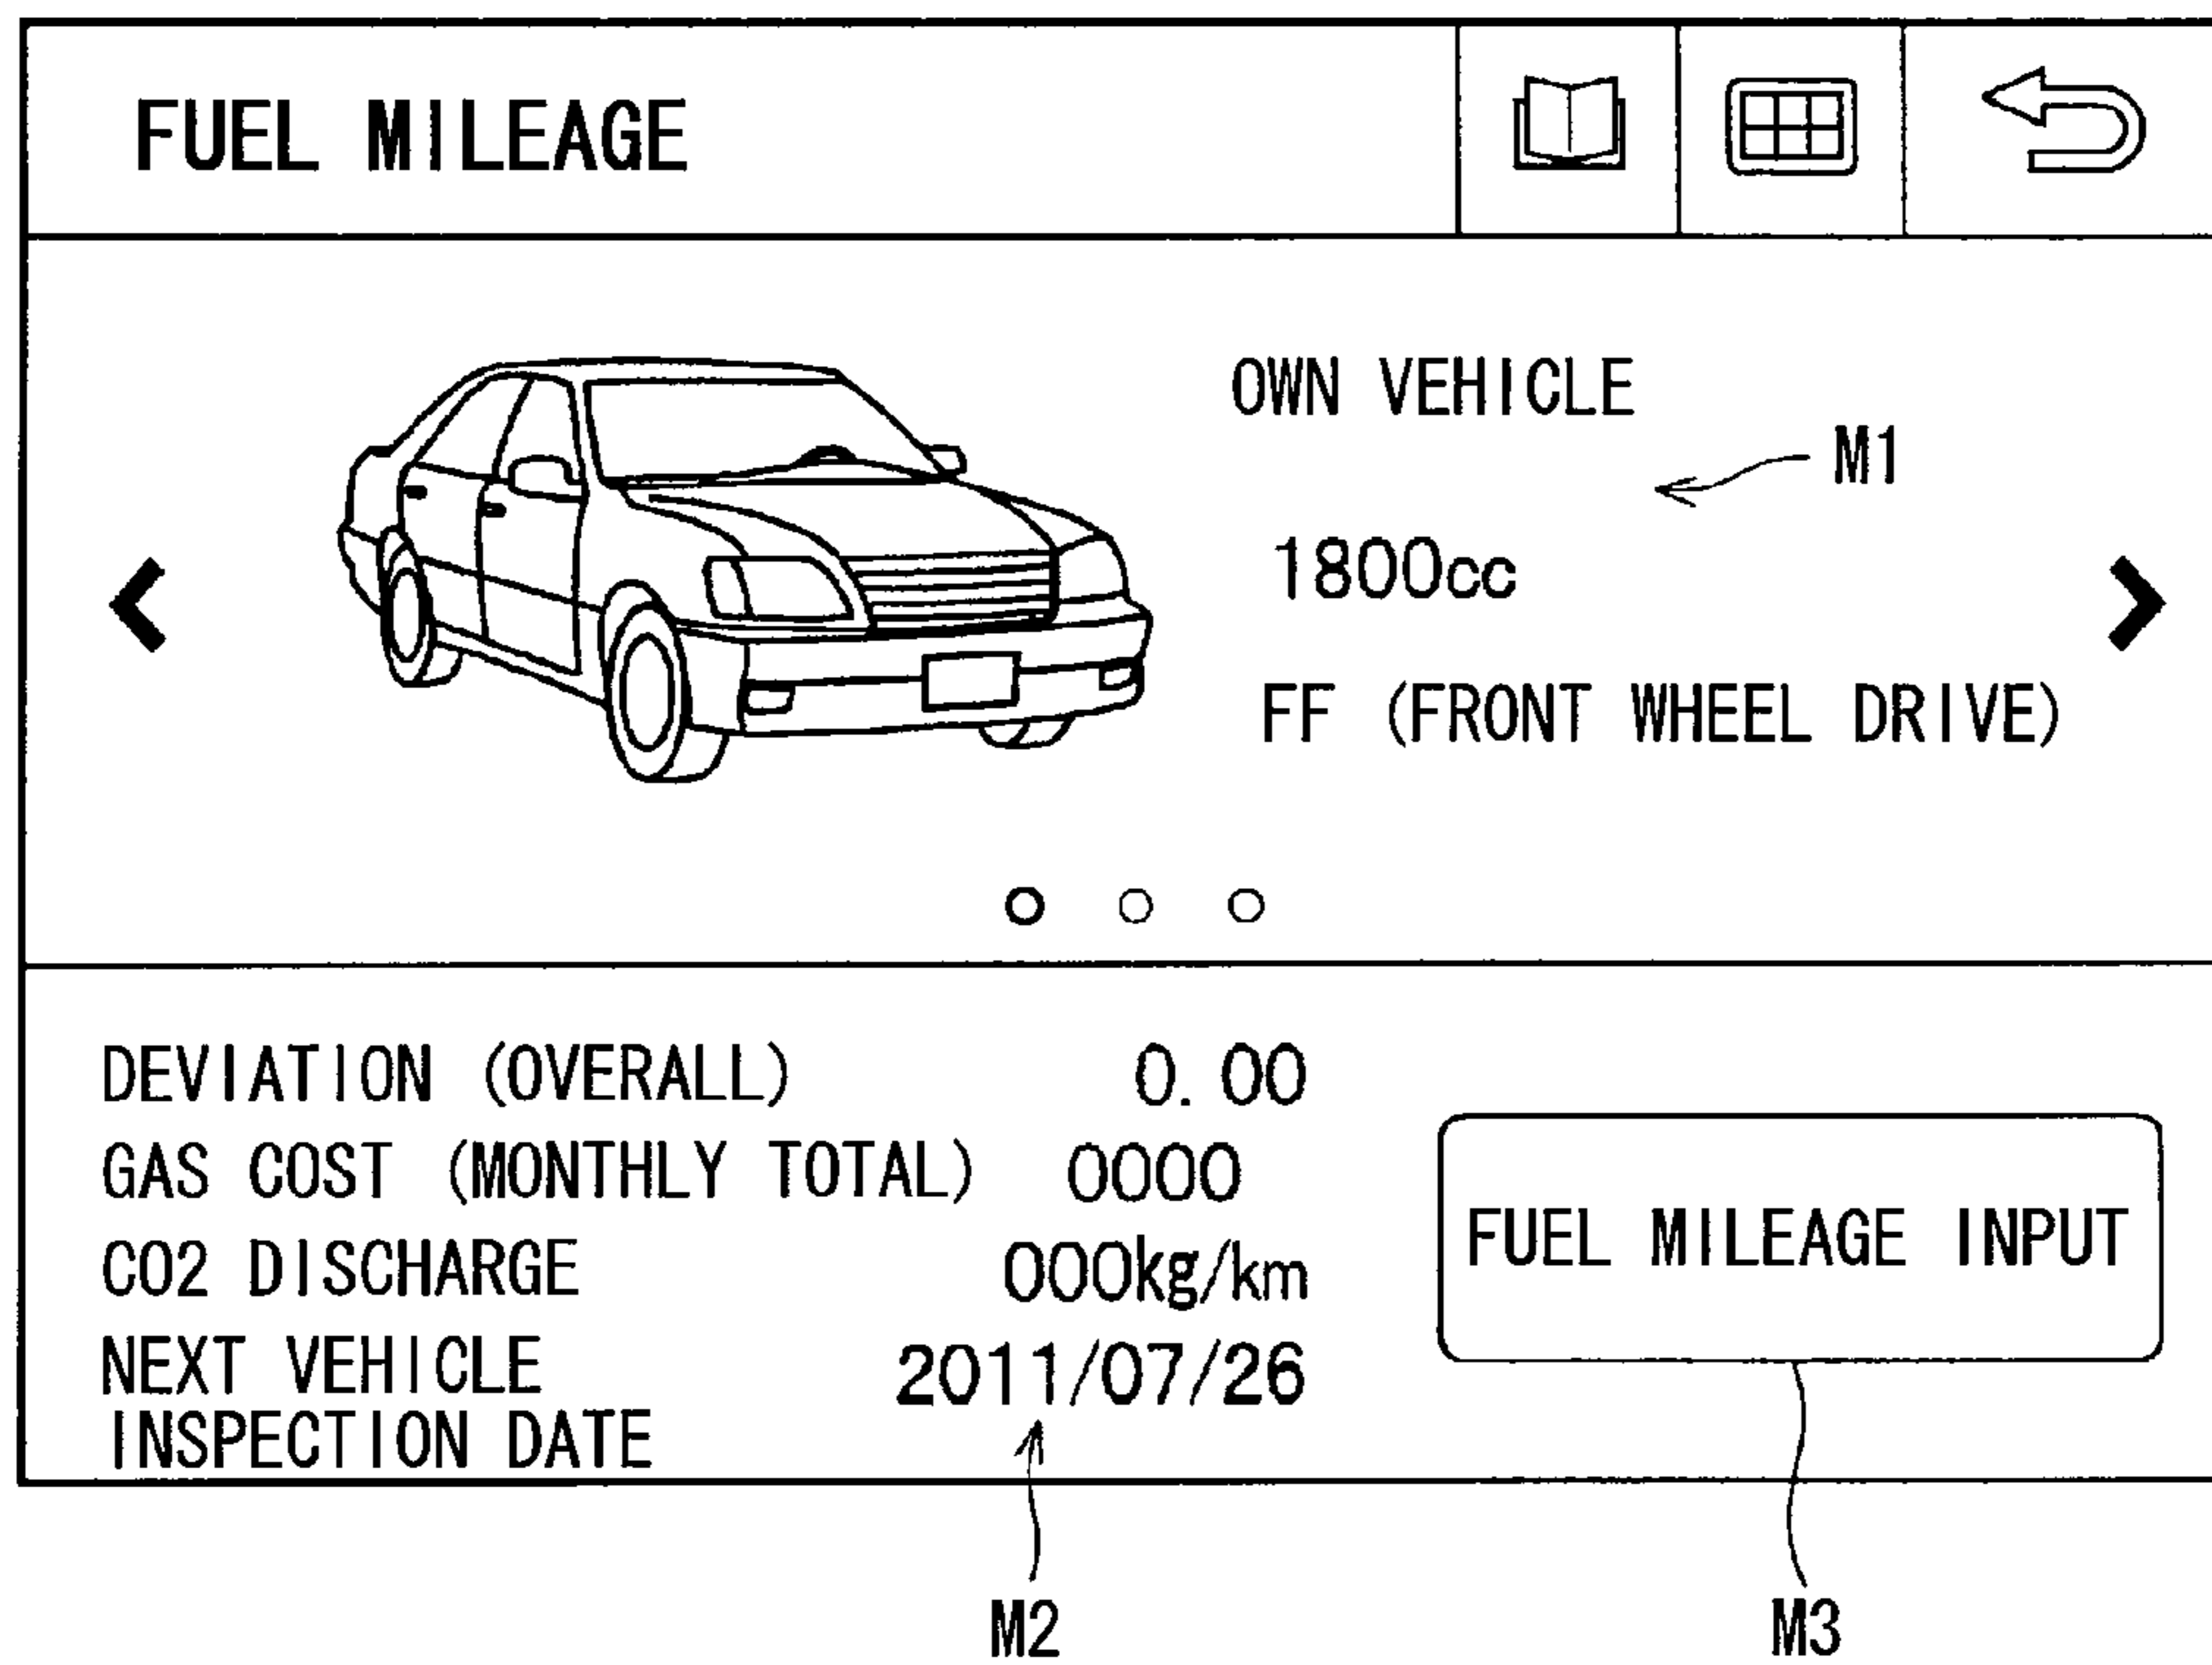 FUEL MILEAGE
OWN VEHICLE
M1
1800cc
FF (FRONT WHEEL DRIVE)
DEVIATION (OVERALL) 0.00
GAS COST (MONTHLY TOTAL) 0000
CO2 DISCHARGE 000kg/km
FUEL MILEAGE INPUT
NEXT VEHICLE 2011/07/26
INSPECTION DATE
M2 M3